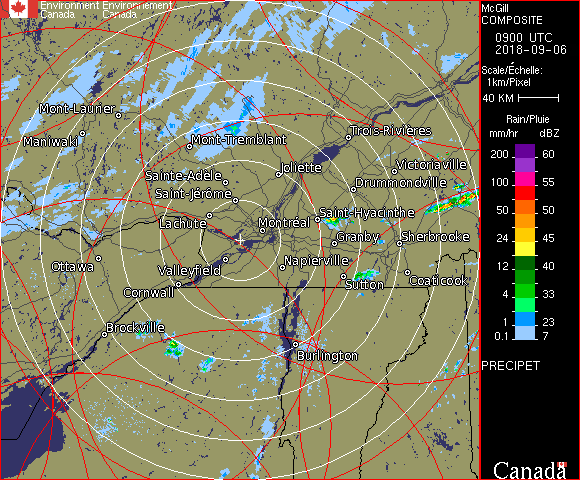 Environment Environnement
Canada Canada
McGill
COMPOSITE
0900 UTC
2018-09-06
Scale/Échelle:
1km/Pixel
40 KM
Rain/Pluie
mm/hr dBZ
200 60
100 55
50 50
24 45
12 40
4 33
1 23
0.1 7
PRECIPET
Canada
Mont-Laurier
Maniwaki
Mont-Tremblant
Trois-Rivières
Victoriaville
Joliette
Sainte-Adèle
Drummondville
Saint-Jérôme
Saint-Hyacinthe
Lachute
Montréal
Granby
Sherbrooke
Ottawa
Valleyfield
Napierville
Sutton
Coaticook
Cornwall
Brockville
Burlington